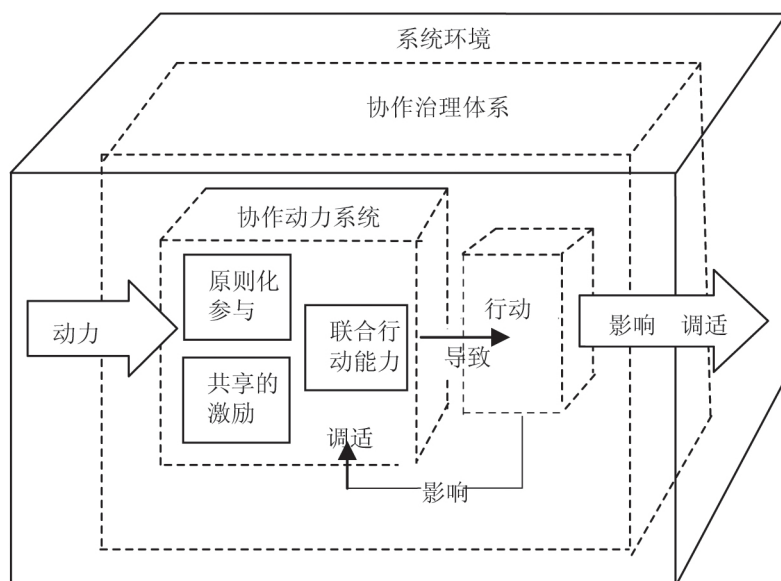 系统环境
协作治理体系
协作动力系统
原则化
参与
联合行
动能力
共享的
激励
动力
行动
导致
影响 调适
调适
影响